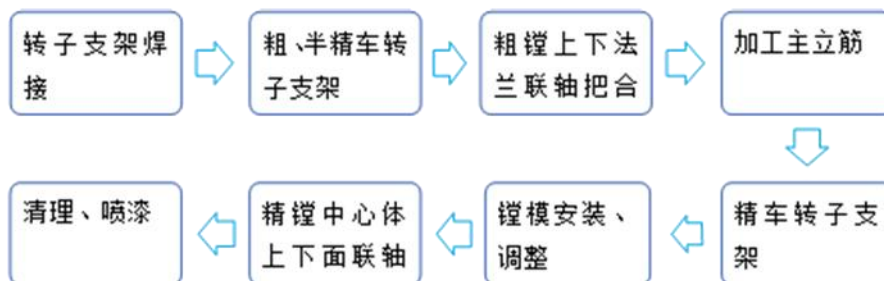 转子支架焊
接
粗、半精车转
子支架
粗镗上下法
兰联轴把合
加工主立筋
精车转子支
架
镗模安装、
调整
精镗中心体
上下面联轴
清理、喷漆